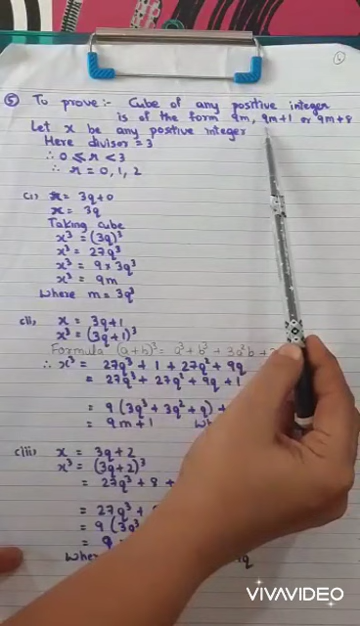 ⑤ To prove :- Cube of any positive integer
is of the form 9m, 9m+1 or 9m+8
Let x be any positive integer
Here divisor = 3
∴ 0 ≤ r < 3
∴ r = 0, 1, 2
(i) x = 3q+0
x = 3q
Taking cube
x³ = (3q)³
x³ = 27q³
x³ = 9 × 3q³
x³ = 9m
where m = 3q³
(ii) x = 3q+1
x³ = (3q+1)³
Formula (a+b)³ = a³ + b³ + 3a²b +
∴ x³ = 27q³ + 1 + 27q² + 9q
= 27q³ + 27q² + 9q + 1
= 9 (3q³ + 3q² + q) +
= 9m + 1
(iii) x = 3q+2
x³ = (3q+2)³
= 27q³ + 8 +
= 27q³ +
= 9 (3q³
= 9
VIVAVIDEO